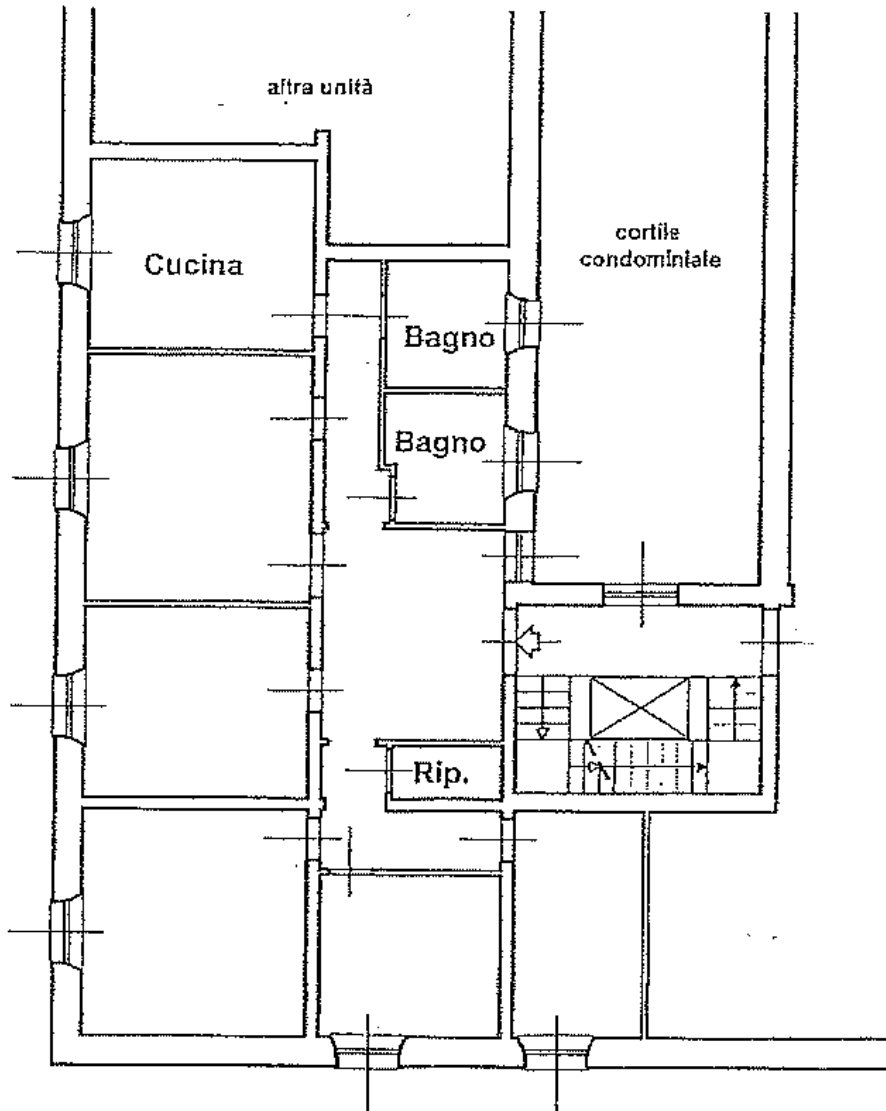 altra unità
cortile
condominiale
Cucina
Bagno
Bagno
Rip.